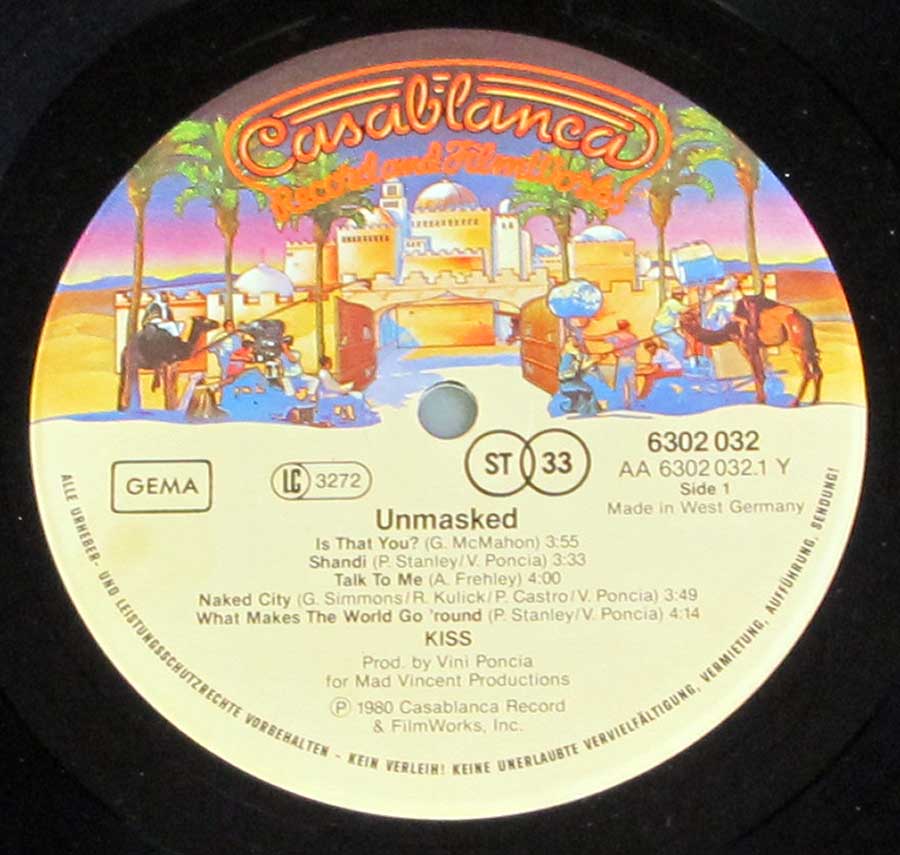 Casablanca
Record and FilmWorks
GEMA
LC 3272
ST 33
6302 032
AA 6302 032.1 Y
Side 1
Made in West Germany
Unmasked
Is That You? (G. McMahon) 3:55
Shandi (P. Stanley/V. Poncia) 3:33
Talk To Me (A. Frehley) 4:00
Naked City (G. Simmons/R. Kulick/P. Castro/V. Poncia) 3:49
What Makes The World Go 'round (P. Stanley/V. Poncia) 4:14
KISS
Prod. by Vini Poncia
for Mad Vincent Productions
Ⓟ 1980 Casablanca Record
& FilmWorks, Inc.
ALLE URHEBER- UND LEISTUNGSSCHUTZRECHTE VORBEHALTEN - KEIN VERLEIH! KEINE UNERLAUBTE VERVIELFÄLTIGUNG, VERMIETUNG, AUFFÜHRUNG, SENDUNG!